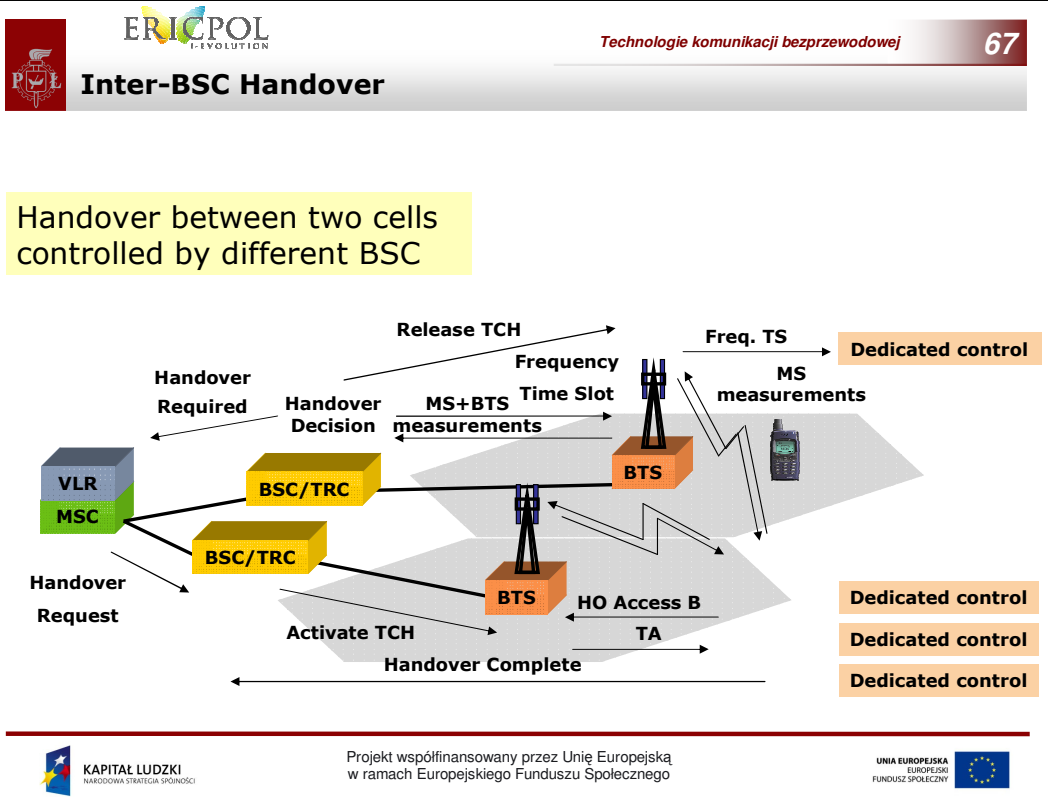 ERICPOL
I-EVOLUTION
Technologie komunikacji bezprzewodowej
67
P Ł
Inter-BSC Handover
Handover between two cells
controlled by different BSC
Release TCH
Freq. TS
Dedicated control
Frequency
Time Slot
MS
measurements
Handover
Required
Handover
Decision
MS+BTS
measurements
VLR
MSC
BSC/TRC
BTS
BSC/TRC
BTS
Handover
Request
Activate TCH
HO Access B
Dedicated control
TA
Dedicated control
Handover Complete
Dedicated control
KAPITAŁ LUDZKI
NARODOWA STRATEGIA SPÓJNOŚCI
Projekt współfinansowany przez Unię Europejską
w ramach Europejskiego Funduszu Społecznego
UNIA EUROPEJSKA
EUROPEJSKI
FUNDUSZ SPOŁECZNY